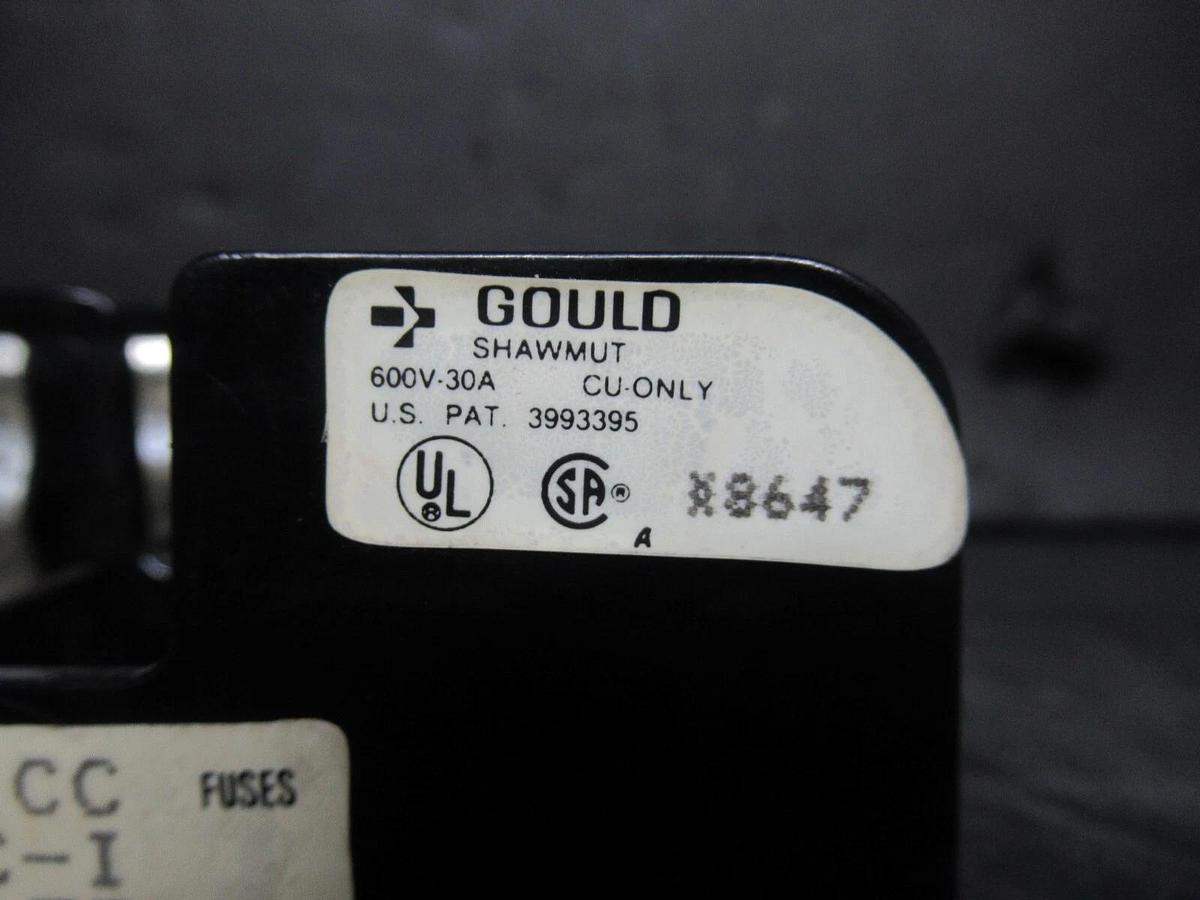 GOULD
SHAWMUT
600V-30A CU-ONLY
U.S. PAT. 3993395
UL® SA® X8647
A
CC FUSES
C-I